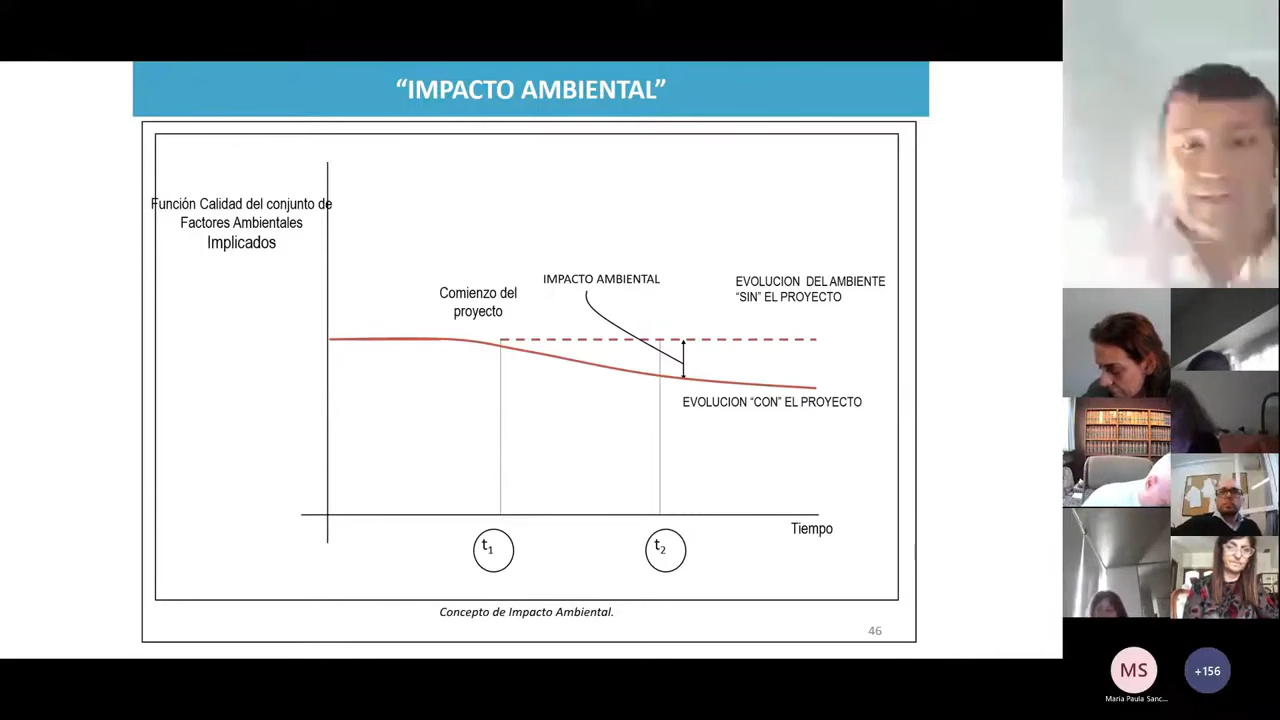 “IMPACTO AMBIENTAL”
Función Calidad del conjunto de
Factores Ambientales
Implicados
Comienzo del
proyecto
IMPACTO AMBIENTAL
EVOLUCION DEL AMBIENTE
“SIN” EL PROYECTO
EVOLUCION “CON” EL PROYECTO
Tiempo
t1
t2
Concepto de Impacto Ambiental.
46
MS
+156
Maria Paula Sanc...